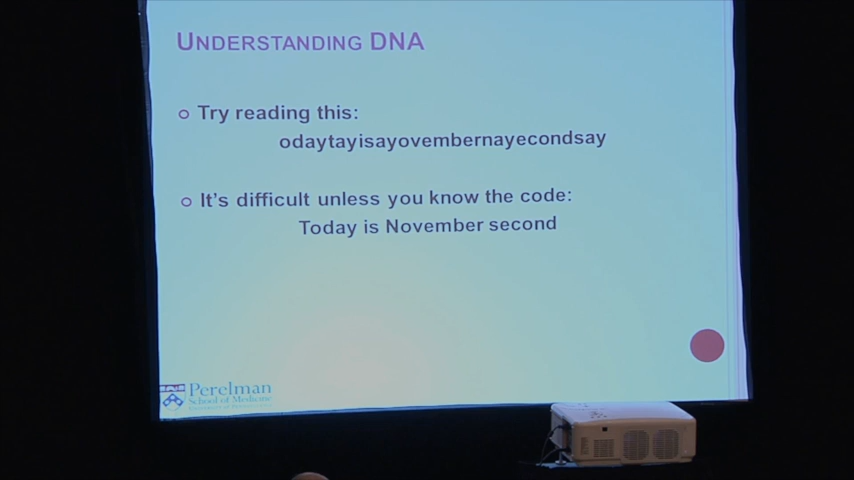 UNDERSTANDING DNA
Try reading this:
odaytayisayovembernayecondsay
It's difficult unless you know the code:
Today is November second
Perelman
School of Medicine